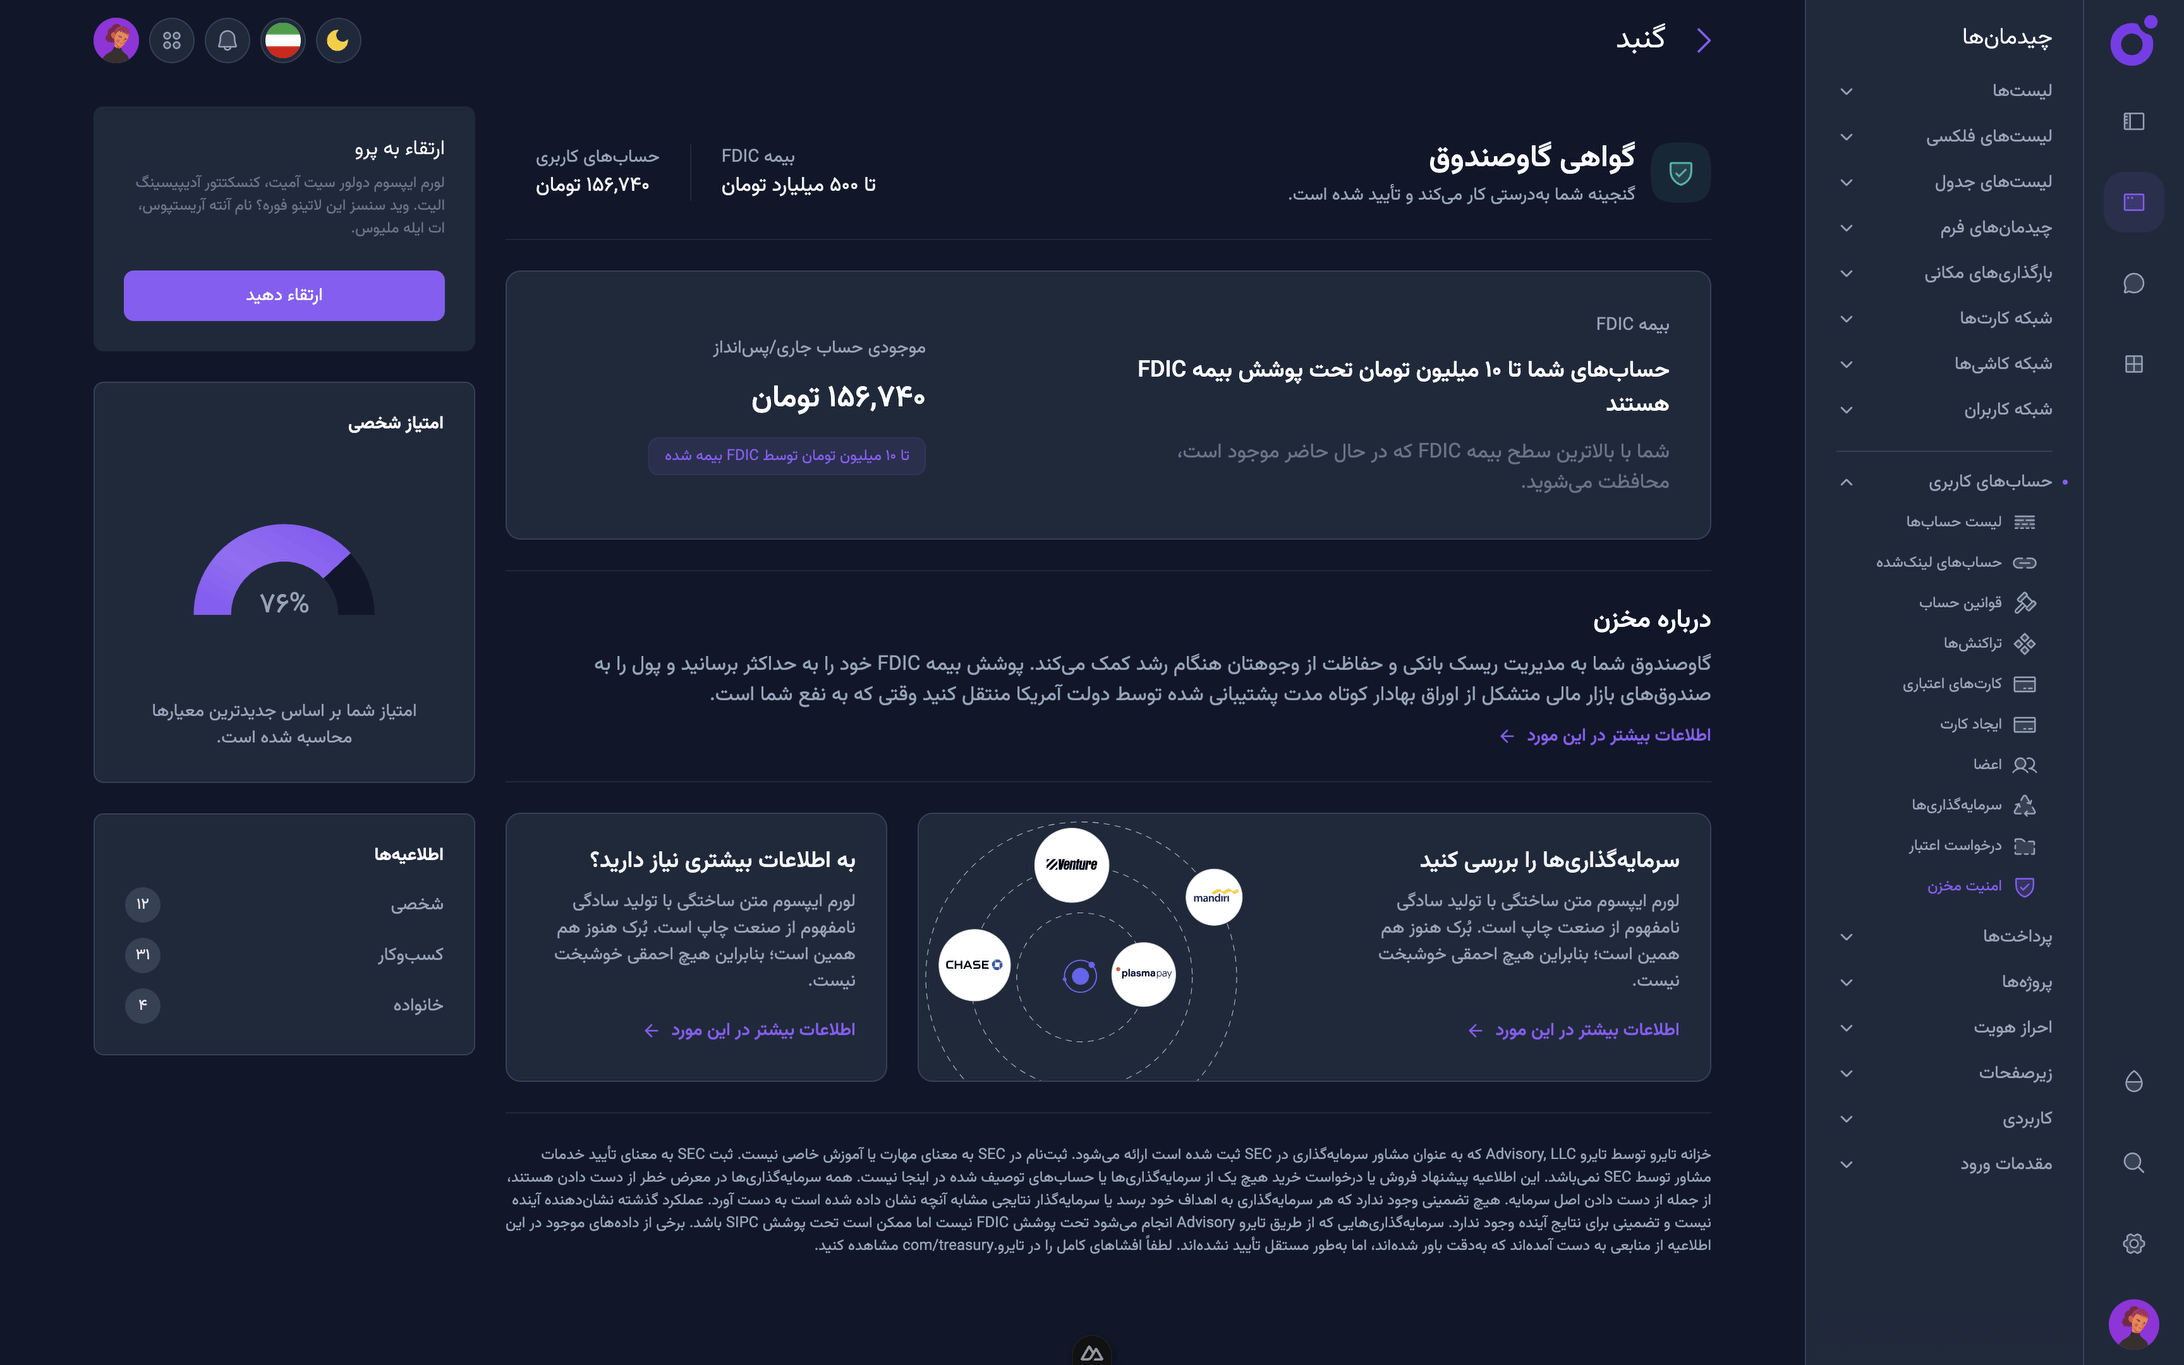 چیدمان‌ها
لیست‌ها
لیست‌های فلکسی
لیست‌های جدول
چیدمان‌های فرم
بارگذاری‌های مکانی
شبکه کارت‌ها
شبکه کاشی‌ها
شبکه کاربران
حساب‌های کاربری
لیست حساب‌ها
حساب‌های لینک‌شده
قوانین حساب
تراکنش‌ها
کارت‌های اعتباری
ایجاد کارت
اعضا
سرمایه‌گذاری‌ها
درخواست اعتبار
امنیت مخزن
پرداخت‌ها
پروژه‌ها
احراز هویت
زیرصفحات
کاربردی
مقدمات ورود
گنبد
گواهی گاوصندوق
گنجینه شما به‌درستی کار می‌کند و تأیید شده است.
بیمه FDIC
تا ۵۰۰ میلیارد تومان
حساب‌های کاربری
۱۵۶,۷۴۰ تومان
بیمه FDIC
حساب‌های شما تا ۱۰ میلیون تومان تحت پوشش بیمه FDIC
هستند
شما با بالاترین سطح بیمه FDIC که در حال حاضر موجود است،
محافظت می‌شوید.
موجودی حساب جاری/پس‌انداز
۱۵۶,۷۴۰ تومان
تا ۱۰ میلیون تومان توسط FDIC بیمه شده
درباره مخزن
گاوصندوق شما به مدیریت ریسک بانکی و حفاظت از وجوهتان هنگام رشد کمک می‌کند. پوشش بیمه FDIC خود را به حداکثر برسانید و پول را به
صندوق‌های بازار مالی متشکل از اوراق بهادار کوتاه مدت پشتیبانی شده توسط دولت آمریکا منتقل کنید وقتی که به نفع شما است.
اطلاعات بیشتر در این مورد
سرمایه‌گذاری‌ها را بررسی کنید
لورم ایپسوم متن ساختگی با تولید سادگی
نامفهوم از صنعت چاپ است. بُرک هنوز هم
همین است؛ بنابراین هیچ احمقی خوشبخت
نیست.
اطلاعات بیشتر در این مورد
Venture
mandiri
CHASE
plasmapay
به اطلاعات بیشتری نیاز دارید؟
لورم ایپسوم متن ساختگی با تولید سادگی
نامفهوم از صنعت چاپ است. بُرک هنوز هم
همین است؛ بنابراین هیچ احمقی خوشبخت
نیست.
اطلاعات بیشتر در این مورد
خزانه تایرو توسط تایرو Advisory, LLC که به عنوان مشاور سرمایه‌گذاری در SEC ثبت شده است ارائه می‌شود. ثبت‌نام در SEC به معنای مهارت یا آموزش خاصی نیست. ثبت SEC به معنای تأیید خدمات
مشاور توسط SEC نمی‌باشد. این اطلاعیه پیشنهاد فروش یا درخواست خرید هیچ یک از سرمایه‌گذاری‌ها یا حساب‌های توصیف شده در اینجا نیست. همه سرمایه‌گذاری‌ها در معرض خطر از دست دادن هستند،
از جمله از دست دادن اصل سرمایه. هیچ تضمینی وجود ندارد که هر سرمایه‌گذاری به اهداف خود برسد یا سرمایه‌گذار نتایجی مشابه آنچه نشان داده شده است به دست آورد. عملکرد گذشته نشان‌دهنده آینده
نیست و تضمینی برای نتایج آینده وجود ندارد. سرمایه‌گذاری‌هایی که از طریق تایرو Advisory انجام می‌شود تحت پوشش FDIC نیست اما ممکن است تحت پوشش SIPC باشد. برخی از داده‌های موجود در این
اطلاعیه از منابعی به دست آمده‌اند که به‌دقت باور شده‌اند، اما به‌طور مستقل تأیید نشده‌اند. لطفاً افشاهای کامل را در تایرو.com/treasury مشاهده کنید.
ارتقاء به پرو
لورم ایپسوم دولور سیت آمیت، کنسکتتور آدیپیسینگ
الیت. وید سنسز این لاتینو فوره؟ نام آنته آریستپوس،
ات ایله ملیوس.
ارتقاء دهید
امتیاز شخصی
۷۶%
امتیاز شما بر اساس جدیدترین معیارها
محاسبه شده است.
اطلاعیه‌ها
شخصی
۱۲
کسب‌وکار
۳۱
خانواده
۴